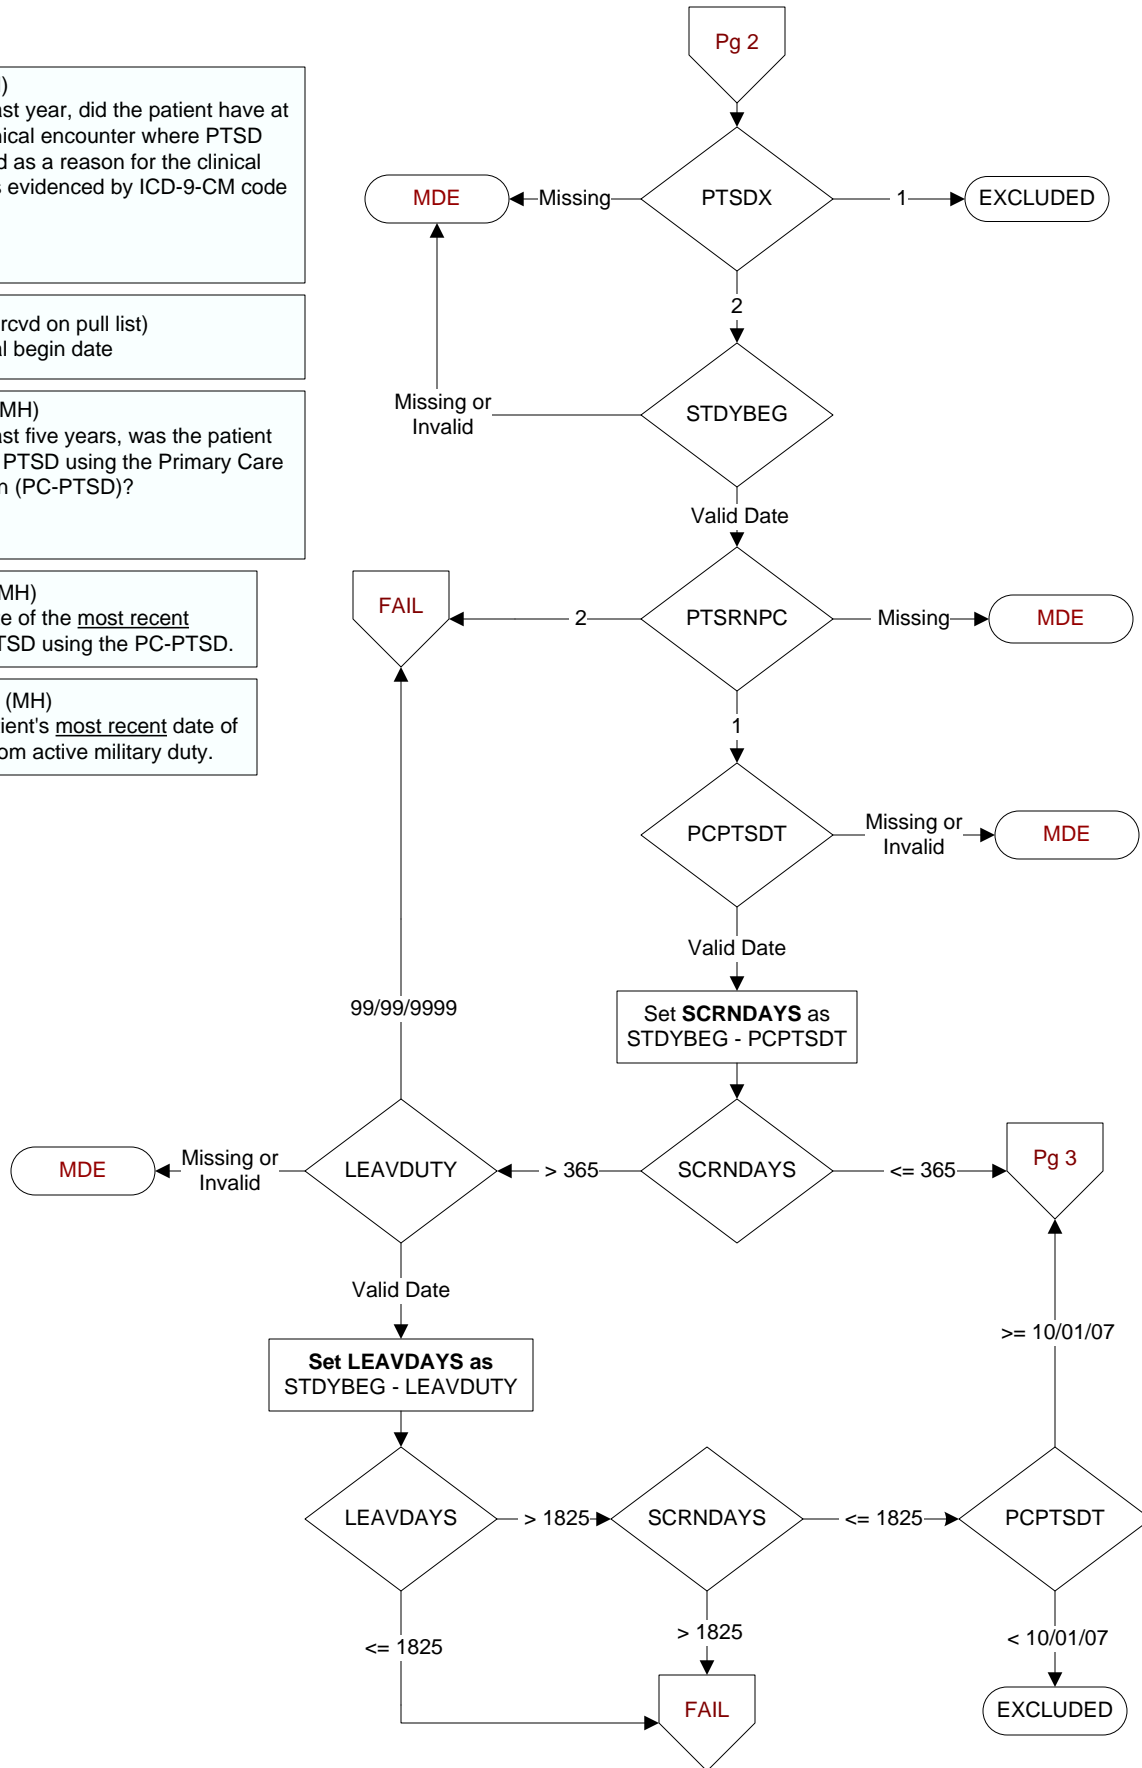 Pg 2
)
ast year, did the patient have at
nical encounter where PTSD
d as a reason for the clinical
s evidenced by ICD-9-CM code
rcvd on pull list)
al begin date
MH)
ast five years, was the patient
PTSD using the Primary Care
n (PC-PTSD)?
MH)
e of the most recent
TSD using the PC-PTSD.
(MH)
ient's most recent date of
om active military duty.
MDE
Missing
PTSDX
1
EXCLUDED
2
Missing or
Invalid
STDYBEG
Valid Date
FAIL
2
PTSRNPC
Missing
MDE
1
PCPTSDT
Missing or
Invalid
MDE
Valid Date
99/99/9999
Set SCRNDAYS as
STDYBEG - PCPTSDT
MDE
Missing or
Invalid
LEAVDUTY
> 365
SCRNDAYS
<= 365
Pg 3
Valid Date
>= 10/01/07
Set LEAVDAYS as
STDYBEG - LEAVDUTY
LEAVDAYS
> 1825
SCRNDAYS
<= 1825
PCPTSDT
<= 1825
> 1825
< 10/01/07
FAIL
EXCLUDED